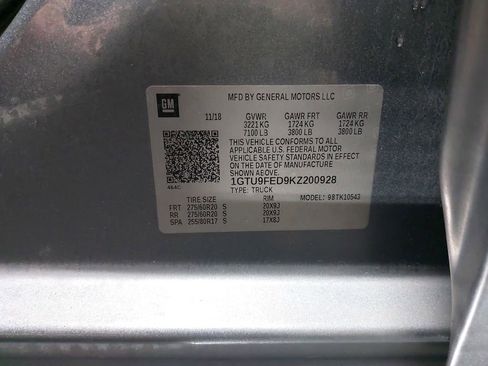 GM
MFD BY GENERAL MOTORS LLC
11/18 GVWR GAWR FRT GAWR RR
3221 KG 1724 KG 1724 KG
7100 LB 3800 LB 3800 LB
THIS VEHICLE CONFORMS TO ALL
APPLICABLE U.S. FEDERAL MOTOR
VEHICLE SAFETY STANDARDS IN EFFECT
ON THE DATE OF MANUFACTURE
SHOWN ABOVE.
1GTU9FED9KZ200928
TYPE: TRUCK MODEL: 98TK10543
4&4C
TIRE SIZE RIM
FRT 275/60R20 S 20X9J
RR 275/60R20 S 20X9J
SPA 255/80R17 S 17X8J